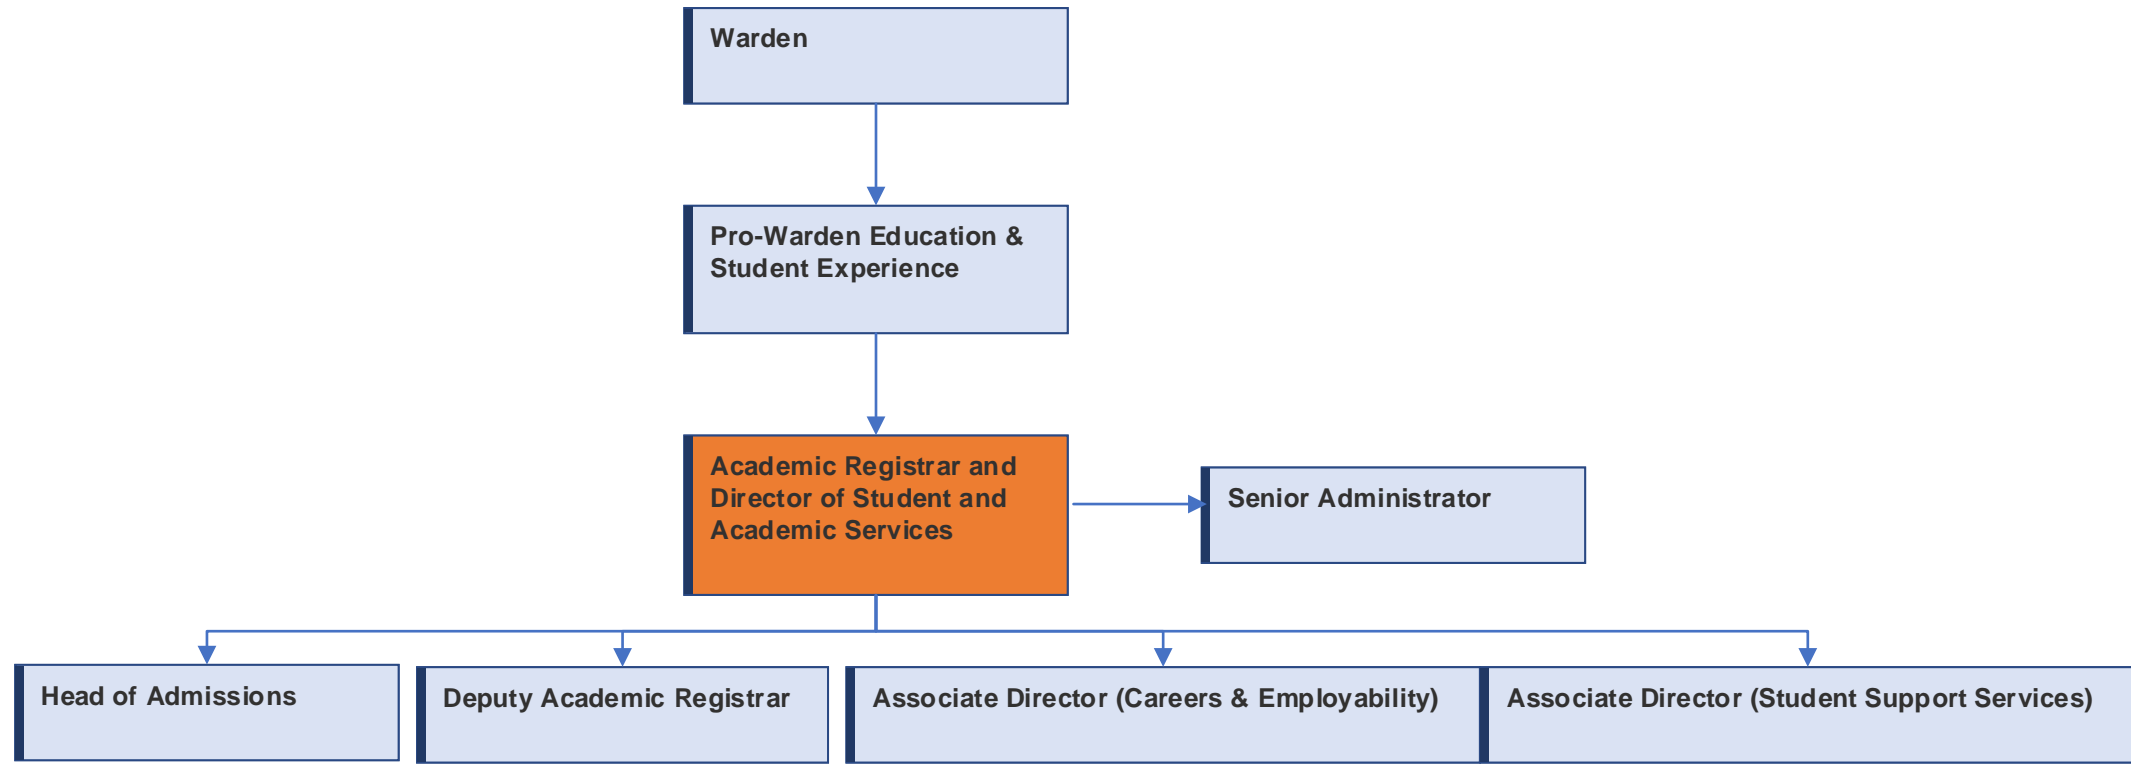 Warden
Pro-Warden Education &
Student Experience
Academic Registrar and
Director of Student and
Academic Services
Senior Administrator
Head of Admissions
Deputy Academic Registrar
Associate Director (Careers & Employability)
Associate Director (Student Support Services)